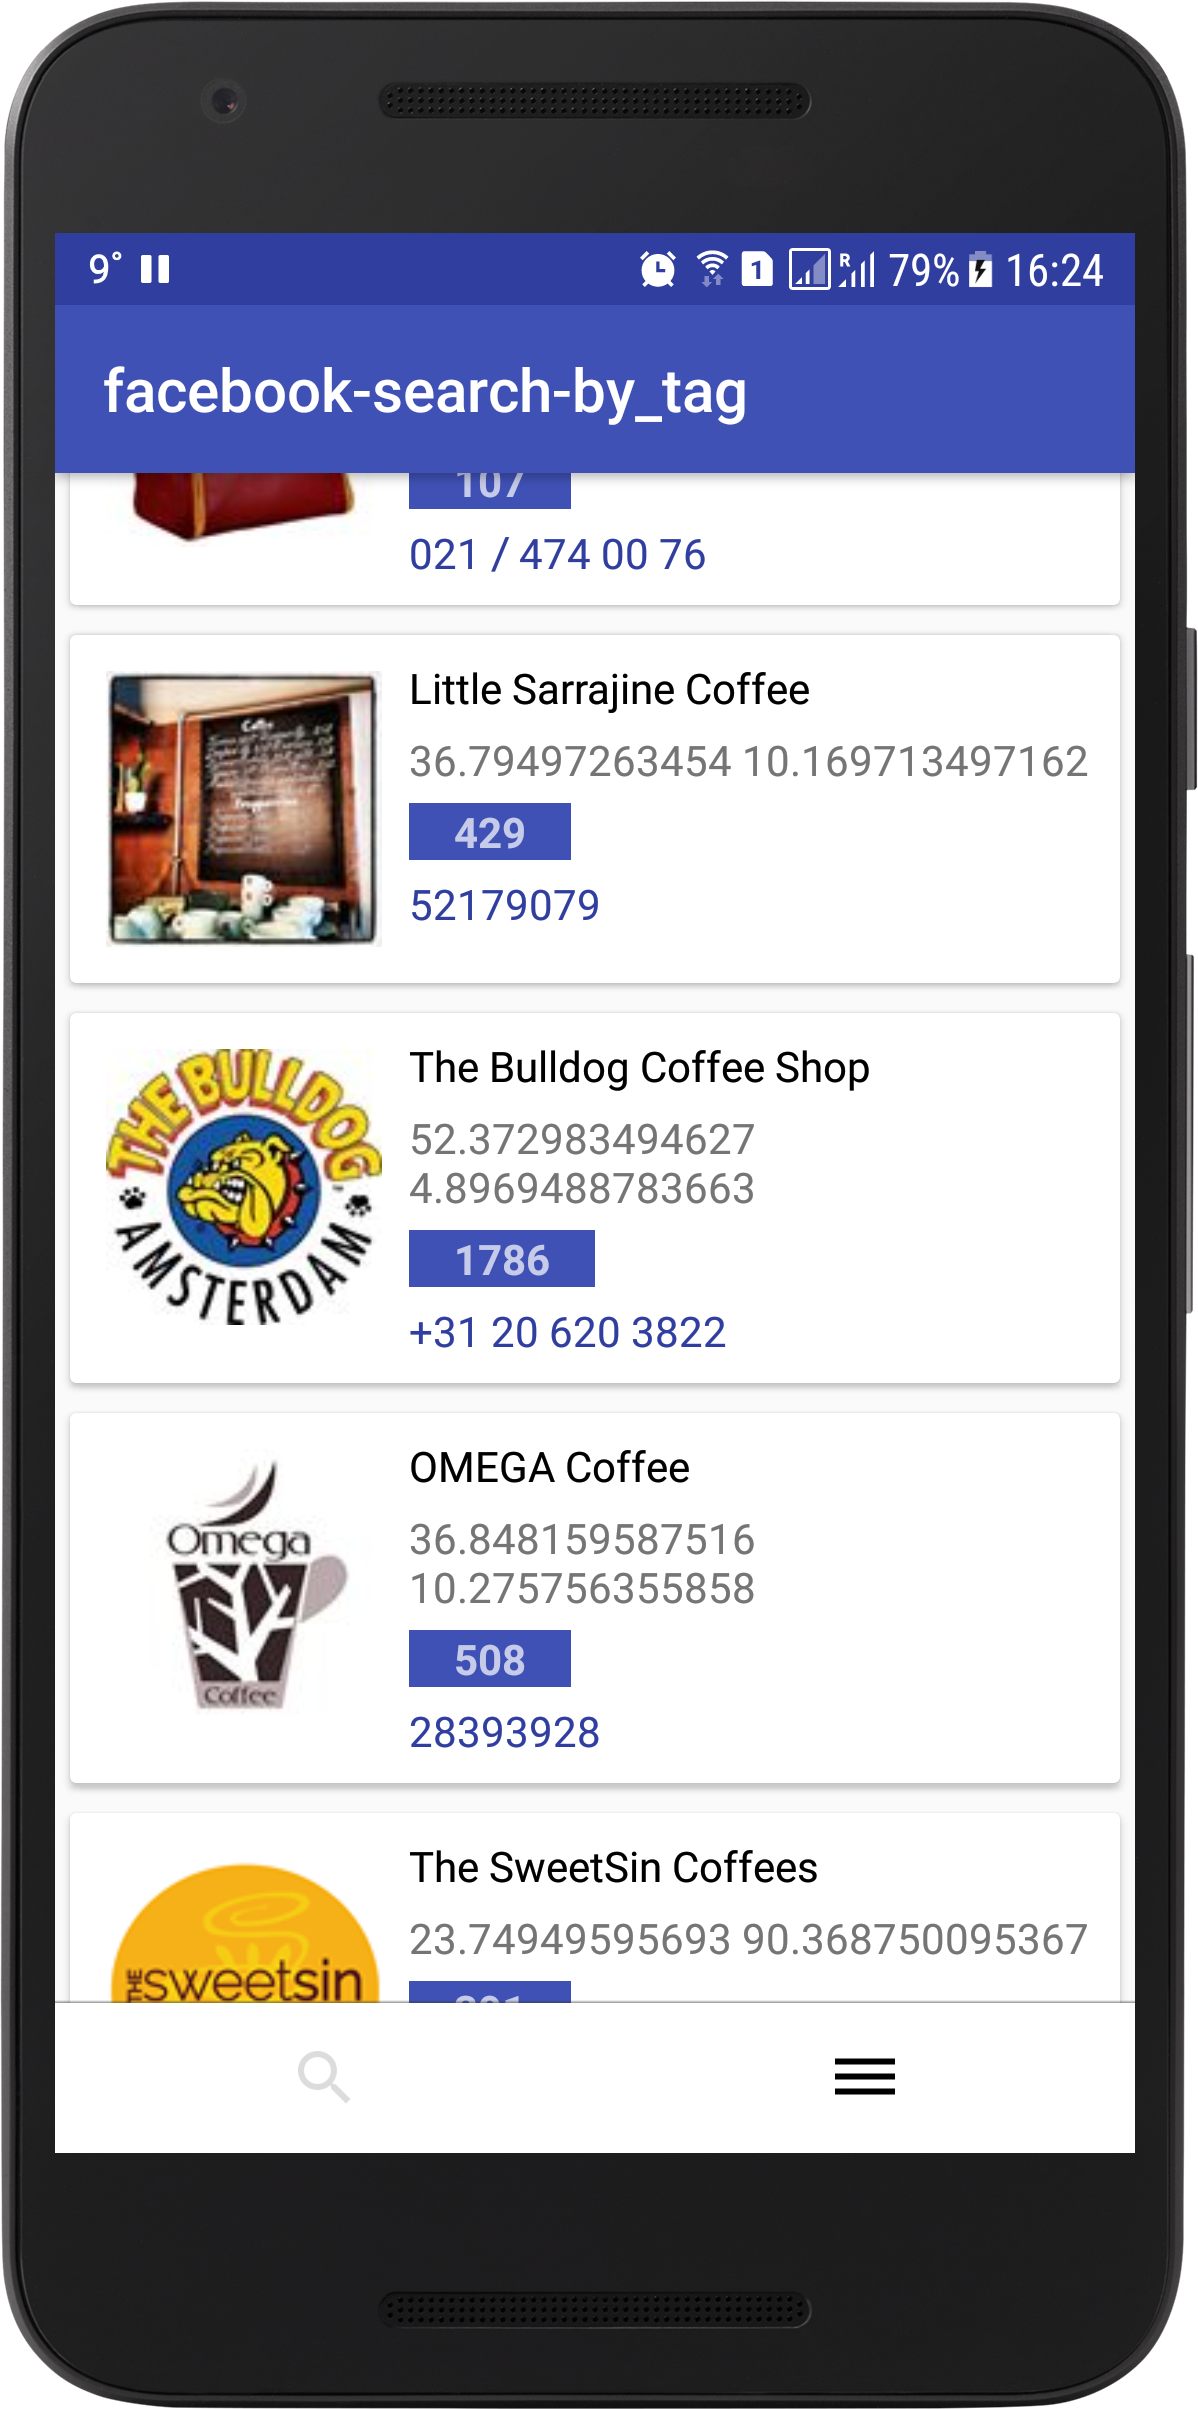 9° 1 R 79% 16:24
facebook-search-by_tag
107
021 / 474 00 76
Little Sarrajine Coffee
36.79497263454 10.169713497162
429
52179079
THE BULLDOG
AMSTERDAM
The Bulldog Coffee Shop
52.372983494627
4.8969488783663
1786
+31 20 620 3822
Omega
Coffee
OMEGA Coffee
36.848159587516
10.275756355858
508
28393928
THE sweetsin
The SweetSin Coffees
23.74949595693 90.368750095367